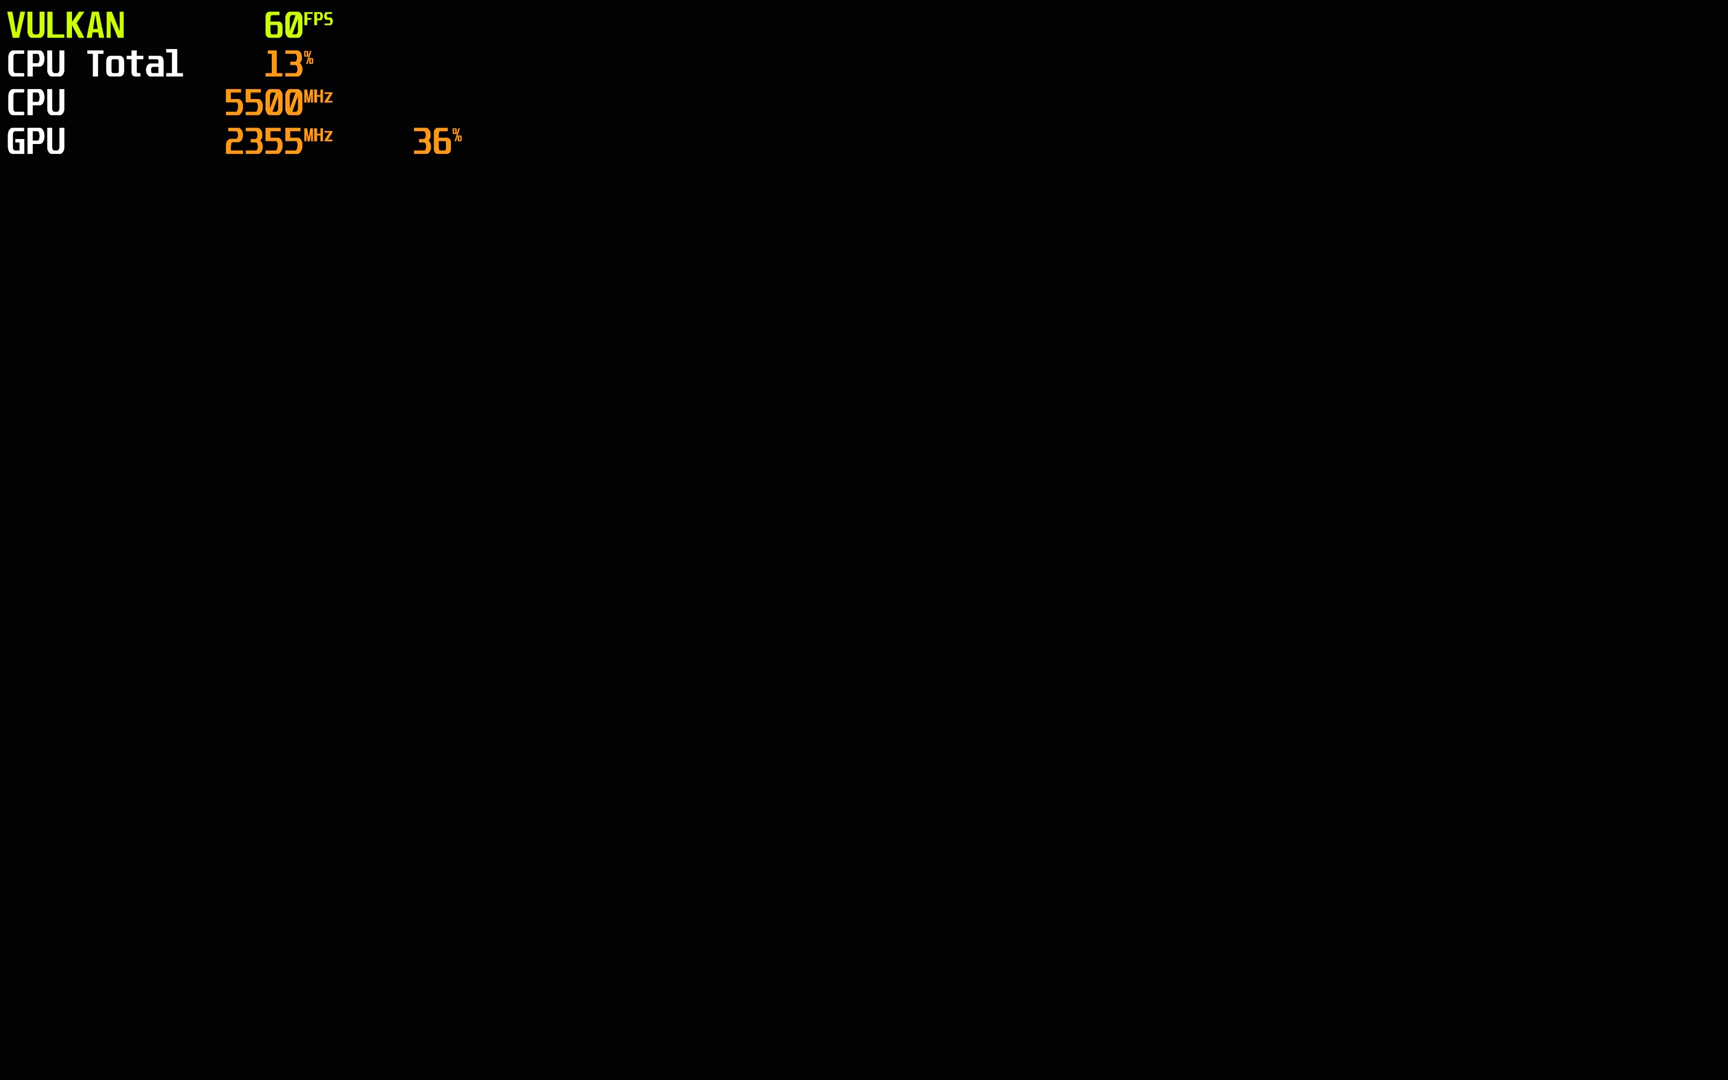 VULKAN 60FPS
CPU Total 13%
CPU 5500MHz
GPU 2355MHz 36%